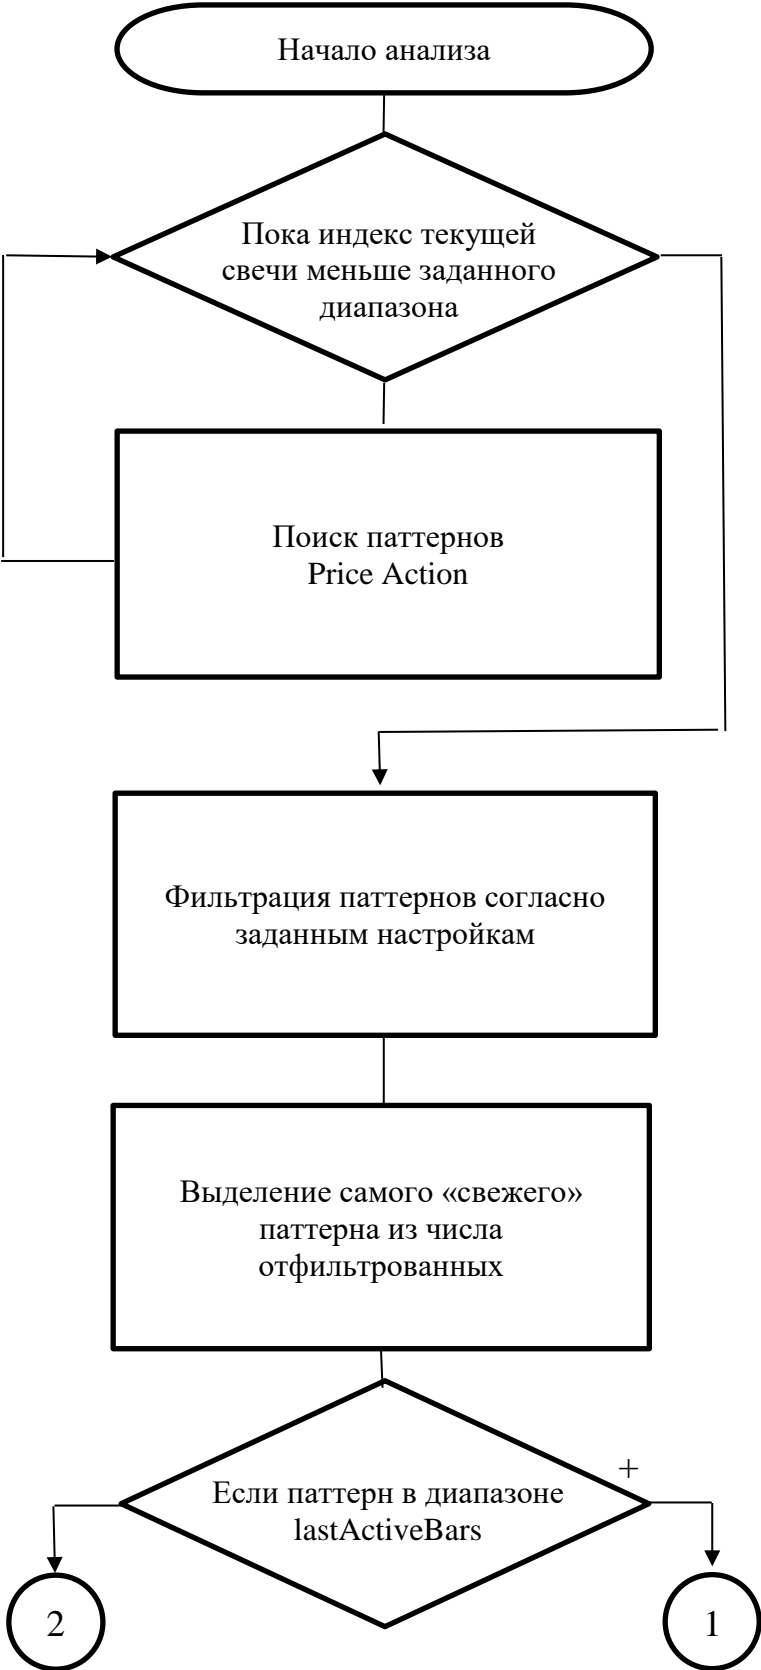 Начало анализа
Пока индекс текущей
свечи меньше заданного
диапазона
Поиск паттернов
Price Action
Фильтрация паттернов согласно
заданным настройкам
Выделение самого «свежего»
паттерна из числа
отфильтрованных
+
Если паттерн в диапазоне
lastActiveBars
2
1